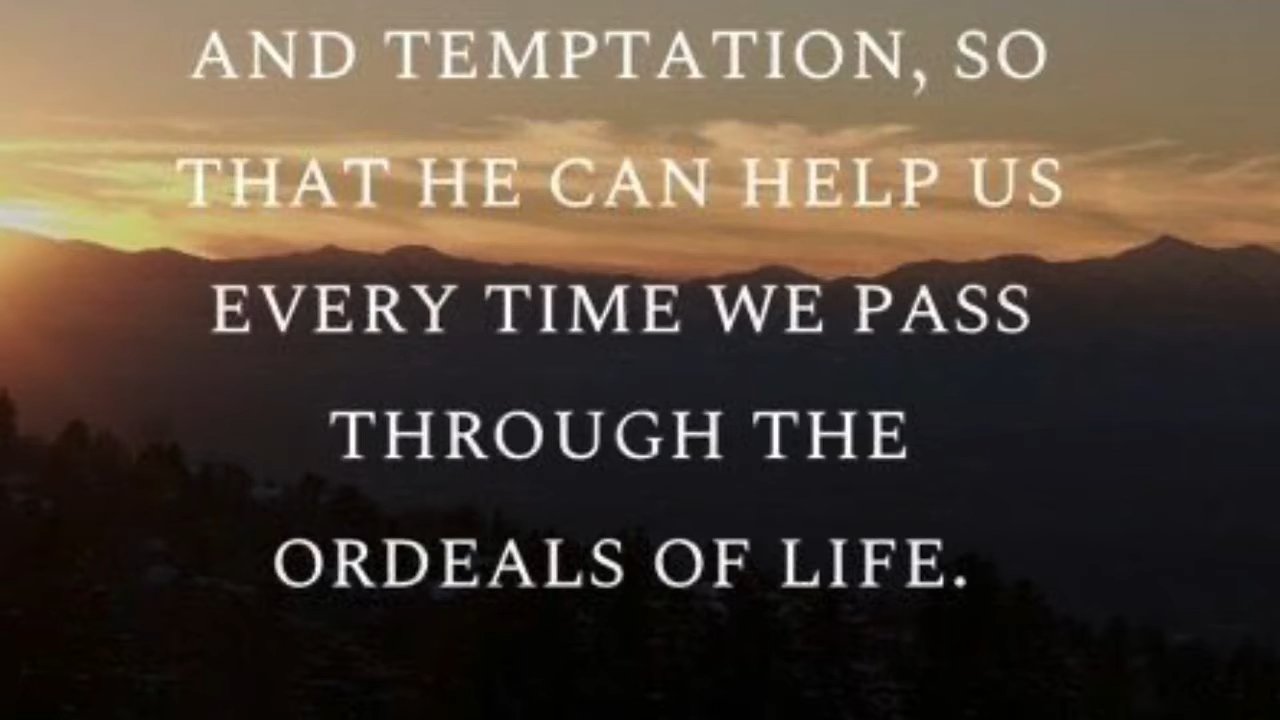 AND TEMPTATION, SO
THAT HE CAN HELP US
EVERY TIME WE PASS
THROUGH THE
ORDEALS OF LIFE.